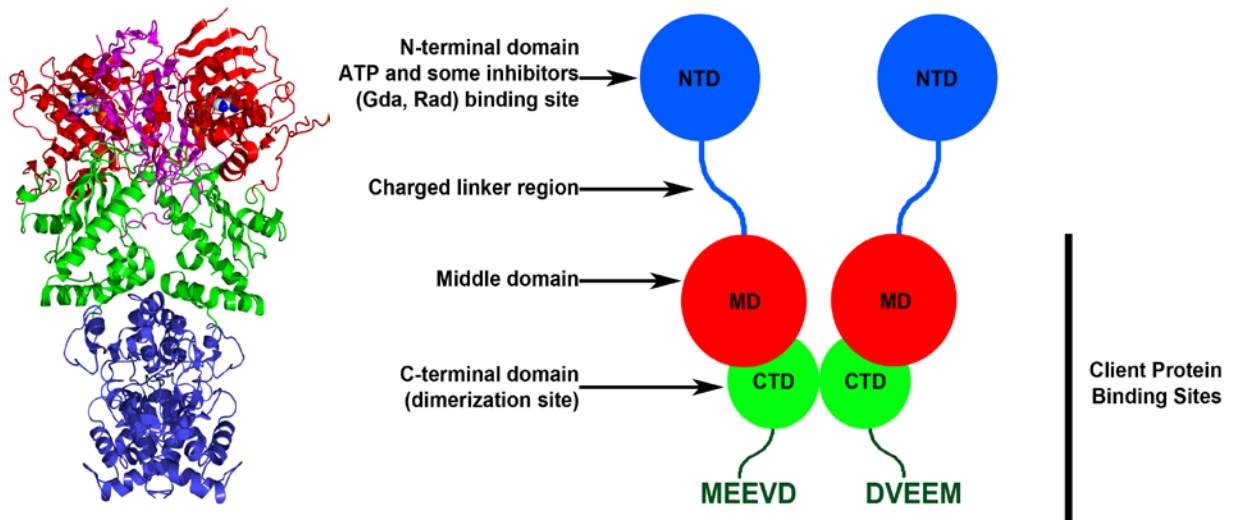 N-terminal domain
ATP and some inhibitors
(Gda, Rad) binding site
NTD
NTD
Charged linker region
Middle domain
MD
MD
C-terminal domain
(dimerization site)
CTD
CTD
Client Protein
Binding Sites
MEEVD
DVEEM